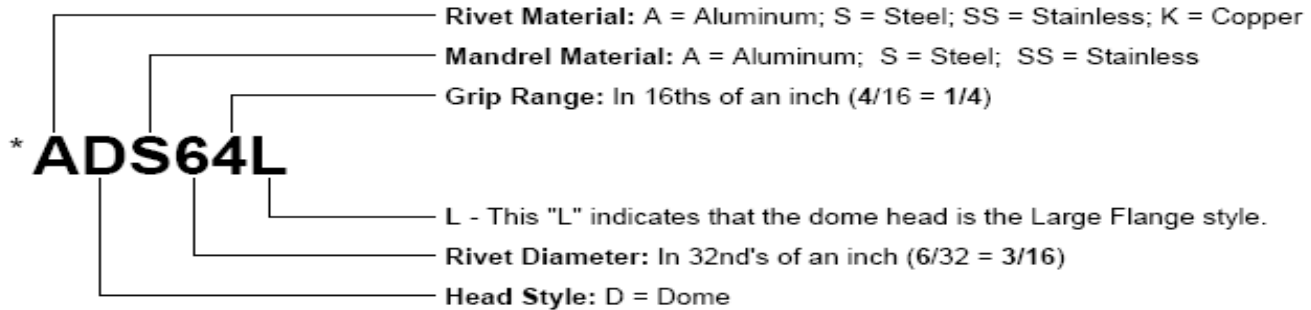 Rivet Material: A = Aluminum; S = Steel; SS = Stainless; K = Copper
Mandrel Material: A = Aluminum; S = Steel; SS = Stainless
Grip Range: In 16ths of an inch (4/16 = 1/4)
* ADS64L
L - This "L" indicates that the dome head is the Large Flange style.
Rivet Diameter: In 32nd's of an inch (6/32 = 3/16)
Head Style: D = Dome